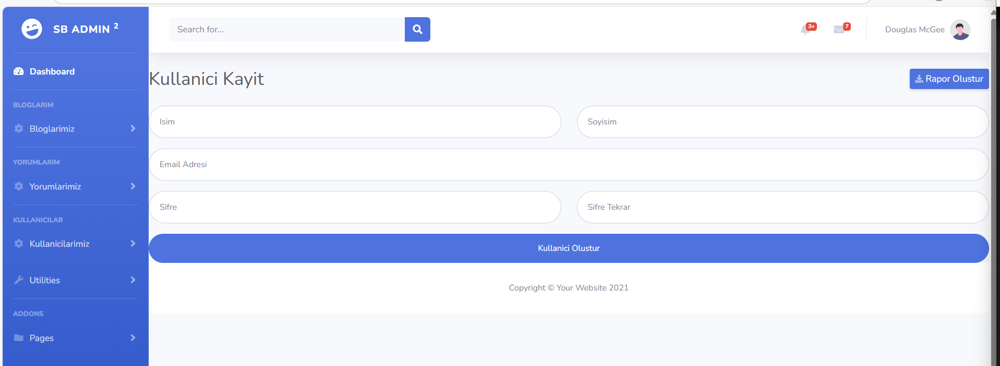 SB ADMIN 2
Search for...
3+
7
Douglas McGee
Dashboard
Kullanici Kayit
Rapor Olustur
BLOGLARIM
Bloglarimiz
Isim
Soyisim
YORUMLARIM
Email Adresi
Yorumlarimiz
Sifre
Sifre Tekrar
KULLANICILAR
Kullanicilarimiz
Kullanici Olustur
Utilities
Copyright © Your Website 2021
ADDONS
Pages